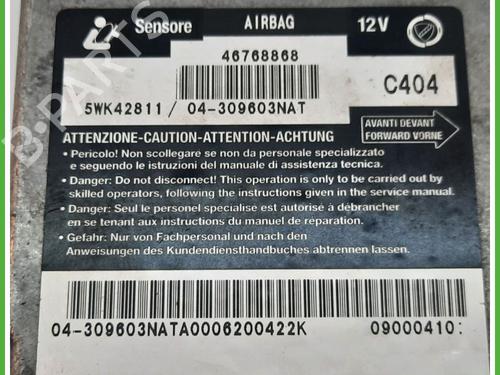 Sensore AIRBAG 12V
46768868
C404
5WK42811 / 04-309603NAT
AVANTI DEVANT
FORWARD VORNE
ATTENZIONE-CAUTION-ATTENTION-ACHTUNG
• Pericolo! Non scollegare se non da personale specializzato
e seguendo le istruzioni del manuale di assistenza tecnica.
• Danger: Do not disconnect! This operation is only to be carried out by
skilled operators, following the instructions given in the service manual.
• Danger: Seul le personel specialise est autorisé à débrancher
en se tenant aux instructions du manuel de réparation.
• Gefahr: Nur von Fachpersonal und nach den
Anweisungen des Kundendiensthandbuches abtrennen lassen.
04-309603NATA0006200422K 09000410:
B-PARTS